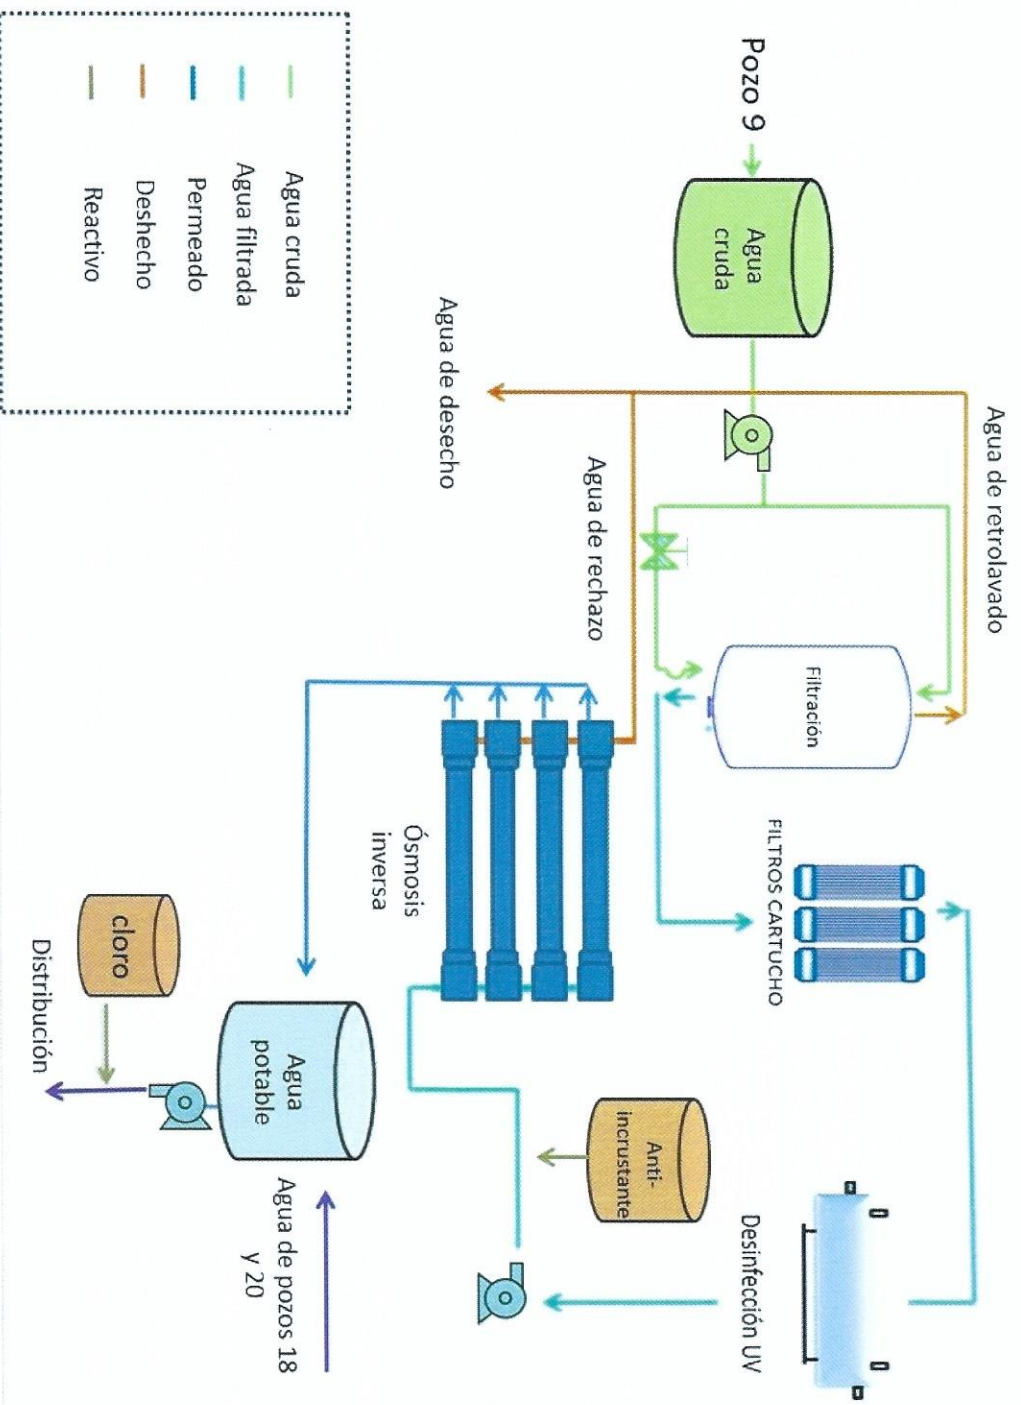 Agua de retrolavado
Pozo 9
Agua
cruda
Filtración
FILTROS CARTUCHO
Desinfección UV
Agua de rechazo
Agua de desecho
Ósmosis
inversa
Anti-
incrustante
Agua
potable
Agua de pozos 18
y 20
cloro
Distribución
Agua cruda
Agua filtrada
Permeado
Deshecho
Reactivo